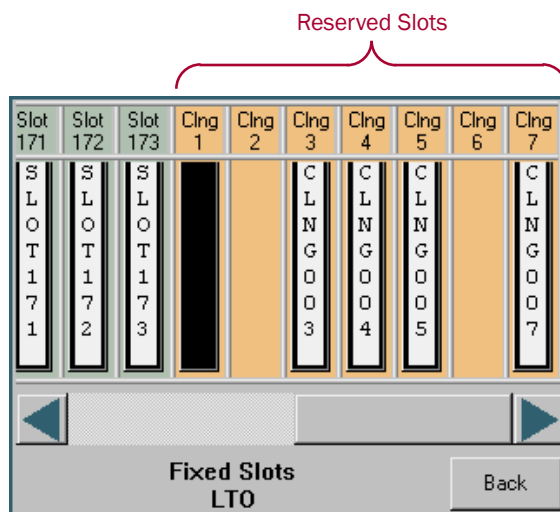 Reserved Slots
Slot 171 Slot 172 Slot 173 Clng 1 Clng 2 Clng 3 Clng 4 Clng 5 Clng 6 Clng 7
SLOT171 SLOT172 SLOT173 CLNG003 CLNG004 CLNG005 CLNG007
Fixed Slots
LTO
Back